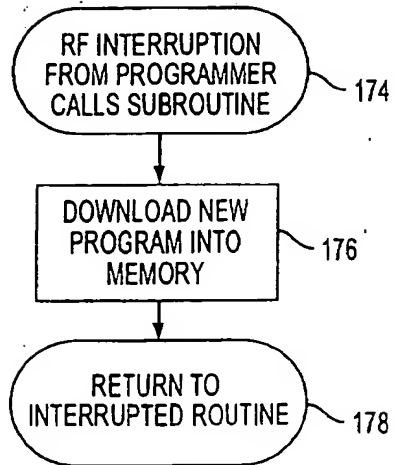 RF INTERRUPTION
FROM PROGRAMMER
CALLS SUBROUTINE
174
DOWNLOAD NEW
PROGRAM INTO
MEMORY
176
RETURN TO
INTERRUPTED ROUTINE
178